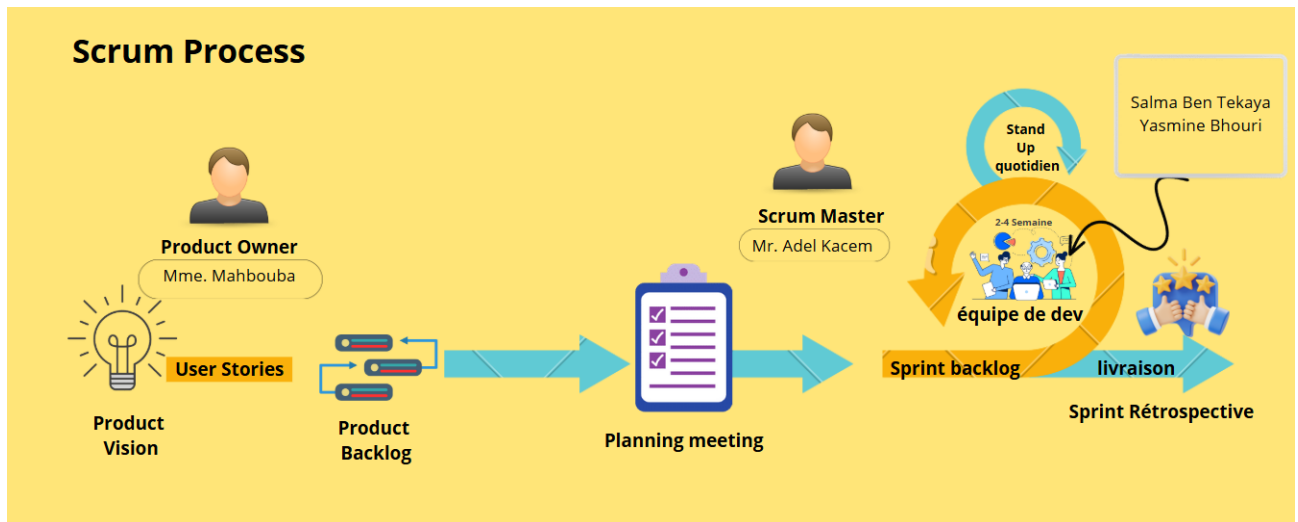 Scrum Process
Product Owner
Mme. Mahbouba
User Stories
Product
Vision
Product
Backlog
Planning meeting
Scrum Master
Mr. Adel Kacem
Stand
Up
quotidien
Salma Ben Tekaya
Yasmine Bhouri
2-4 Semaine
équipe de dev
Sprint backlog
livraison
Sprint Rétrospective